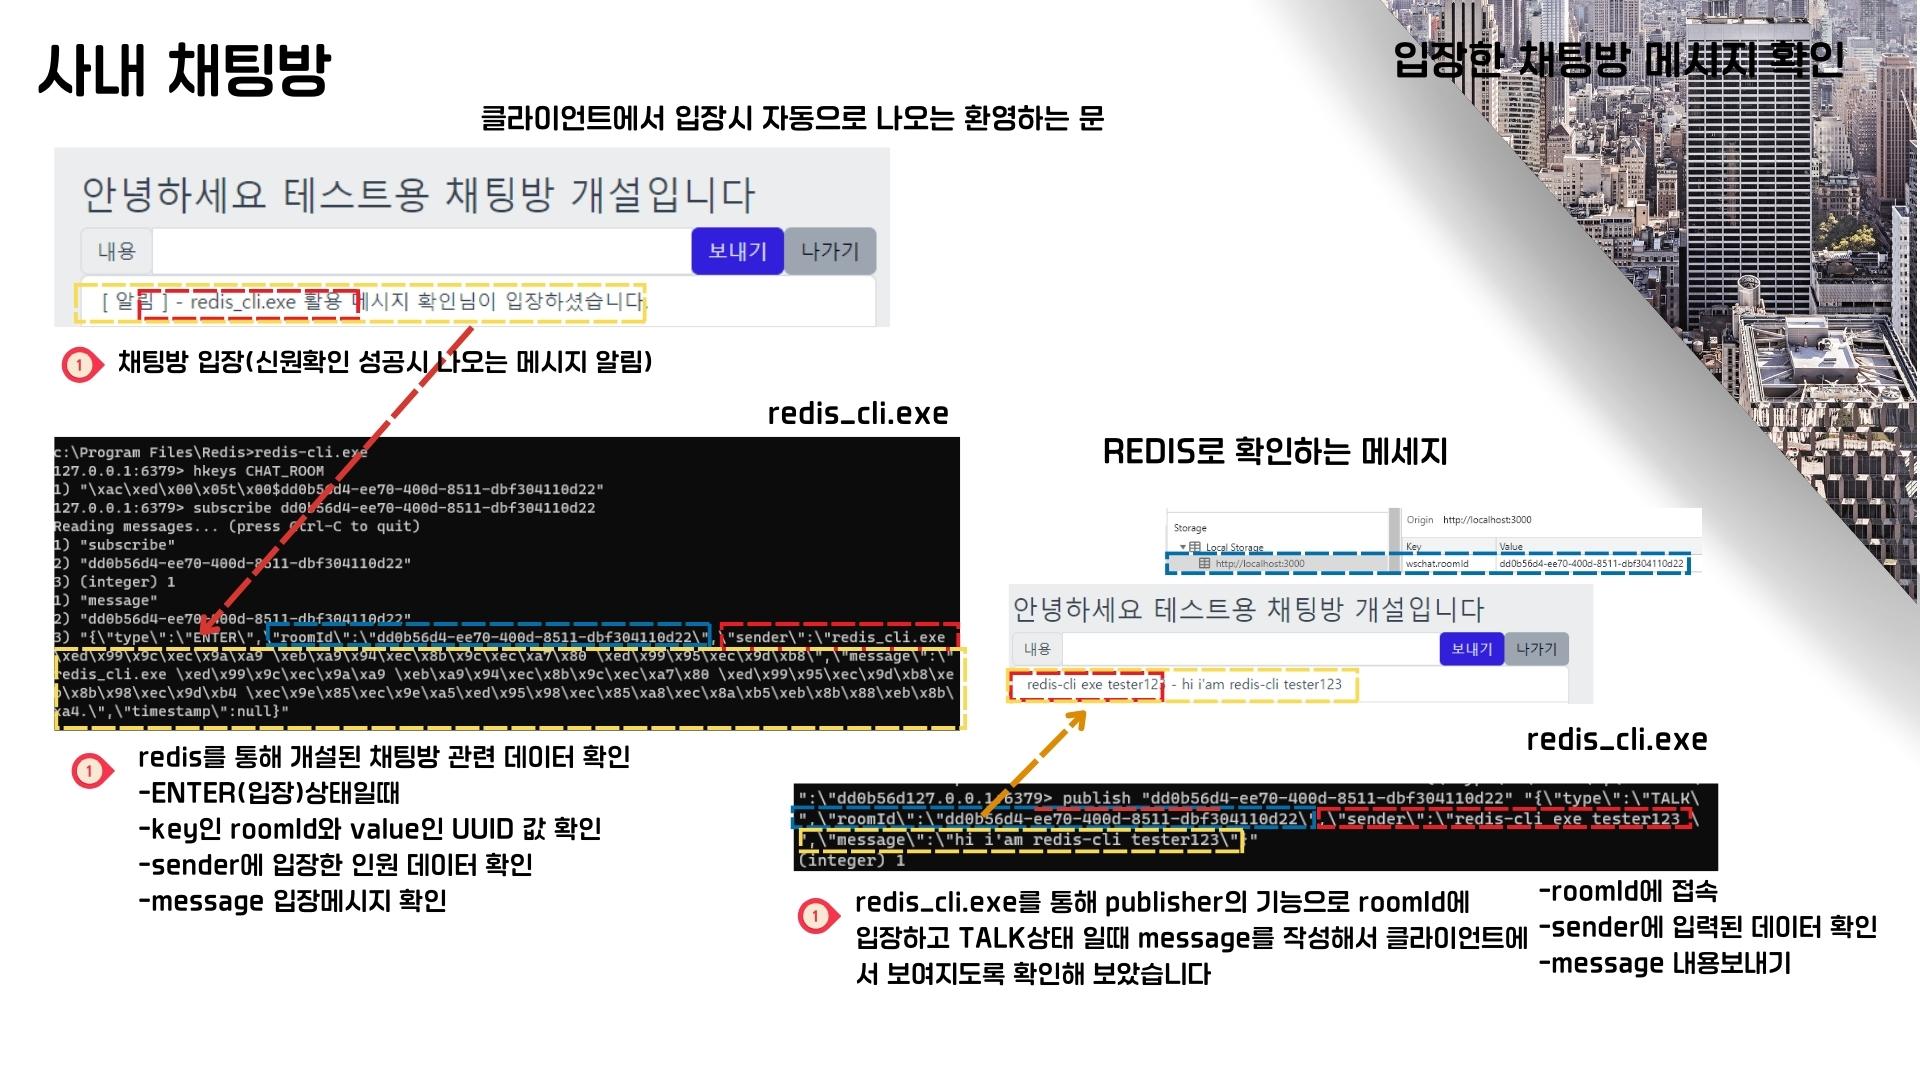 사내 채팅방
입장한 채팅방 메시지 확인
클라이언트에서 입장시 자동으로 나오는 환영하는 문
안녕하세요 테스트용 채팅방 개설입니다
내용
보내기
나가기
[ 알림 ] - redis_cli.exe 활용 메시지 확인님이 입장하셨습니다.
1
채팅방 입장(신원확인 성공시 나오는 메시지 알림)
redis_cli.exe
c:\Program Files\Redis>redis-cli.exe
127.0.0.1:6379> hkeys CHAT_ROOM
1) "\xac\xed\x00\x05t\x00$dd0b56d4-ee70-400d-8511-dbf304110d22"
127.0.0.1:6379> subscribe dd0b56d4-ee70-400d-8511-dbf304110d22
Reading messages... (press Ctrl-C to quit)
1) "subscribe"
2) "dd0b56d4-ee70-400d-8511-dbf304110d22"
3) (integer) 1
1) "message"
2) "dd0b56d4-ee70-400d-8511-dbf304110d22"
3) "{\"type\":\"ENTER\",\"roomId\":\"dd0b56d4-ee70-400d-8511-dbf304110d22\",\"sender\":\"redis_cli.exe
\xed\x99\x9c\xec\x9a\xa9 \xeb\xa9\x94\xec\x8b\x9c\xec\xa7\x80 \xed\x99\x95\xec\x9d\xb8\",\"message\":\"
redis_cli.exe \xed\x99\x9c\xec\x9a\xa9 \xeb\xa9\x94\xec\x8b\x9c\xec\xa7\x80 \xed\x99\x95\xec\x9d\xb8\xe
b\x8b\x98\xec\x9d\xb4 \xec\x9e\x85\xec\x9e\xa5\xed\x95\x98\xec\x85\xa8\xec\x8a\xb5\xeb\x8b\x88\xeb\x8b\
xa4.\",\"timestamp\":null}"
1
redis를 통해 개설된 채팅방 관련 데이터 확인
-ENTER(입장)상태일때
-key인 roomId와 value인 UUID 값 확인
-sender에 입장한 인원 데이터 확인
-message 입장메시지 확인
REDIS로 확인하는 메세지
Storage
Local Storage
http://localhost:3000
Origin http://localhost:3000
Key Value
wschat.roomId dd0b56d4-ee70-400d-8511-dbf304110d22
안녕하세요 테스트용 채팅방 개설입니다
내용
보내기
나가기
redis-cli exe tester123 - hi i'am redis-cli tester123
redis_cli.exe
":\"dd0b56d127.0.0.1:6379> publish "dd0b56d4-ee70-400d-8511-dbf304110d22" "{\"type\":\"TALK\
",\"roomId\":\"dd0b56d4-ee70-400d-8511-dbf304110d22\",\"sender\":\"redis-cli exe tester123 \
",\"message\":\"hi i'am redis-cli tester123\"}"
(integer) 1
1
redis_cli.exe를 통해 publisher의 기능으로 roomId에
입장하고 TALK상태 일때 message를 작성해서 클라이언트에
서 보여지도록 확인해 보았습니다
-roomId에 접속
-sender에 입력된 데이터 확인
-message 내용보내기